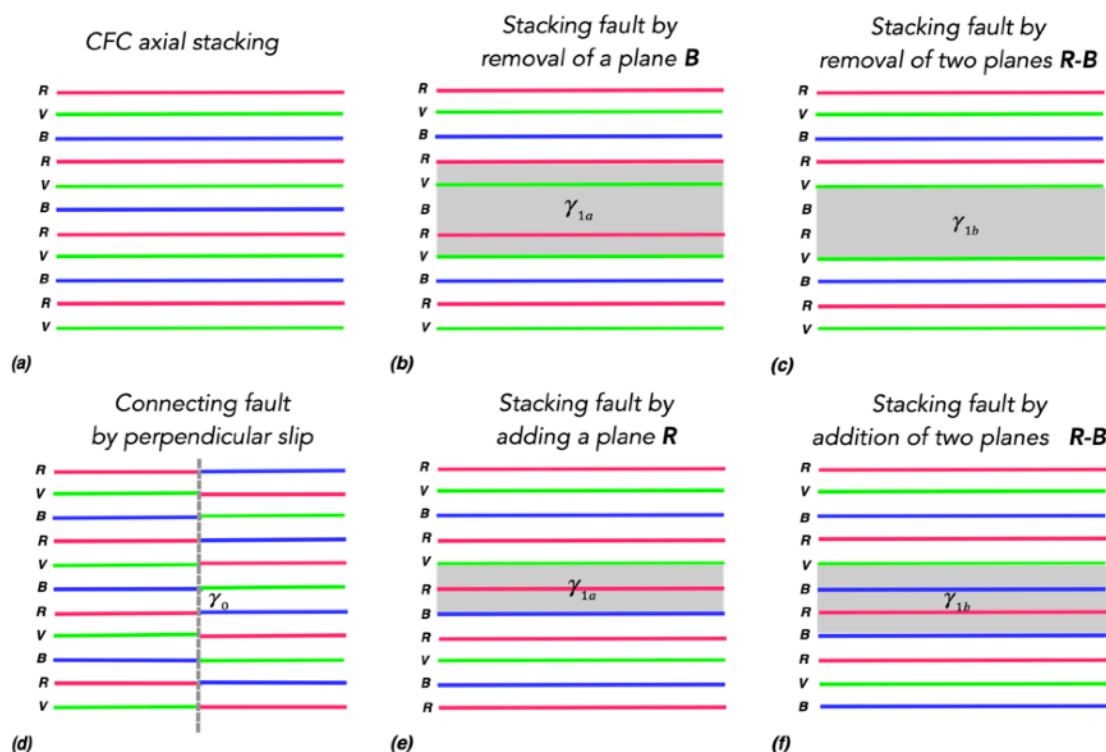 CFC axial stacking
R
V
B
R
V
B
R
V
B
R
V
(a)
Stacking fault by
removal of a plane B
R
V
B
R
V
B
γ1a
R
V
B
R
V
(b)
Stacking fault by
removal of two planes R-B
R
V
B
R
V
B
R
γ1b
V
B
R
V
(c)
Connecting fault
by perpendicular slip
R
V
B
R
V
B
γo
R
V
B
R
V
(d)
Stacking fault by
adding a plane R
R
V
B
R
V
R
γ1a
B
R
V
B
R
(e)
Stacking fault by
addition of two planes R-B
R
V
B
R
V
B
γ1b
R
B
R
V
B
(f)